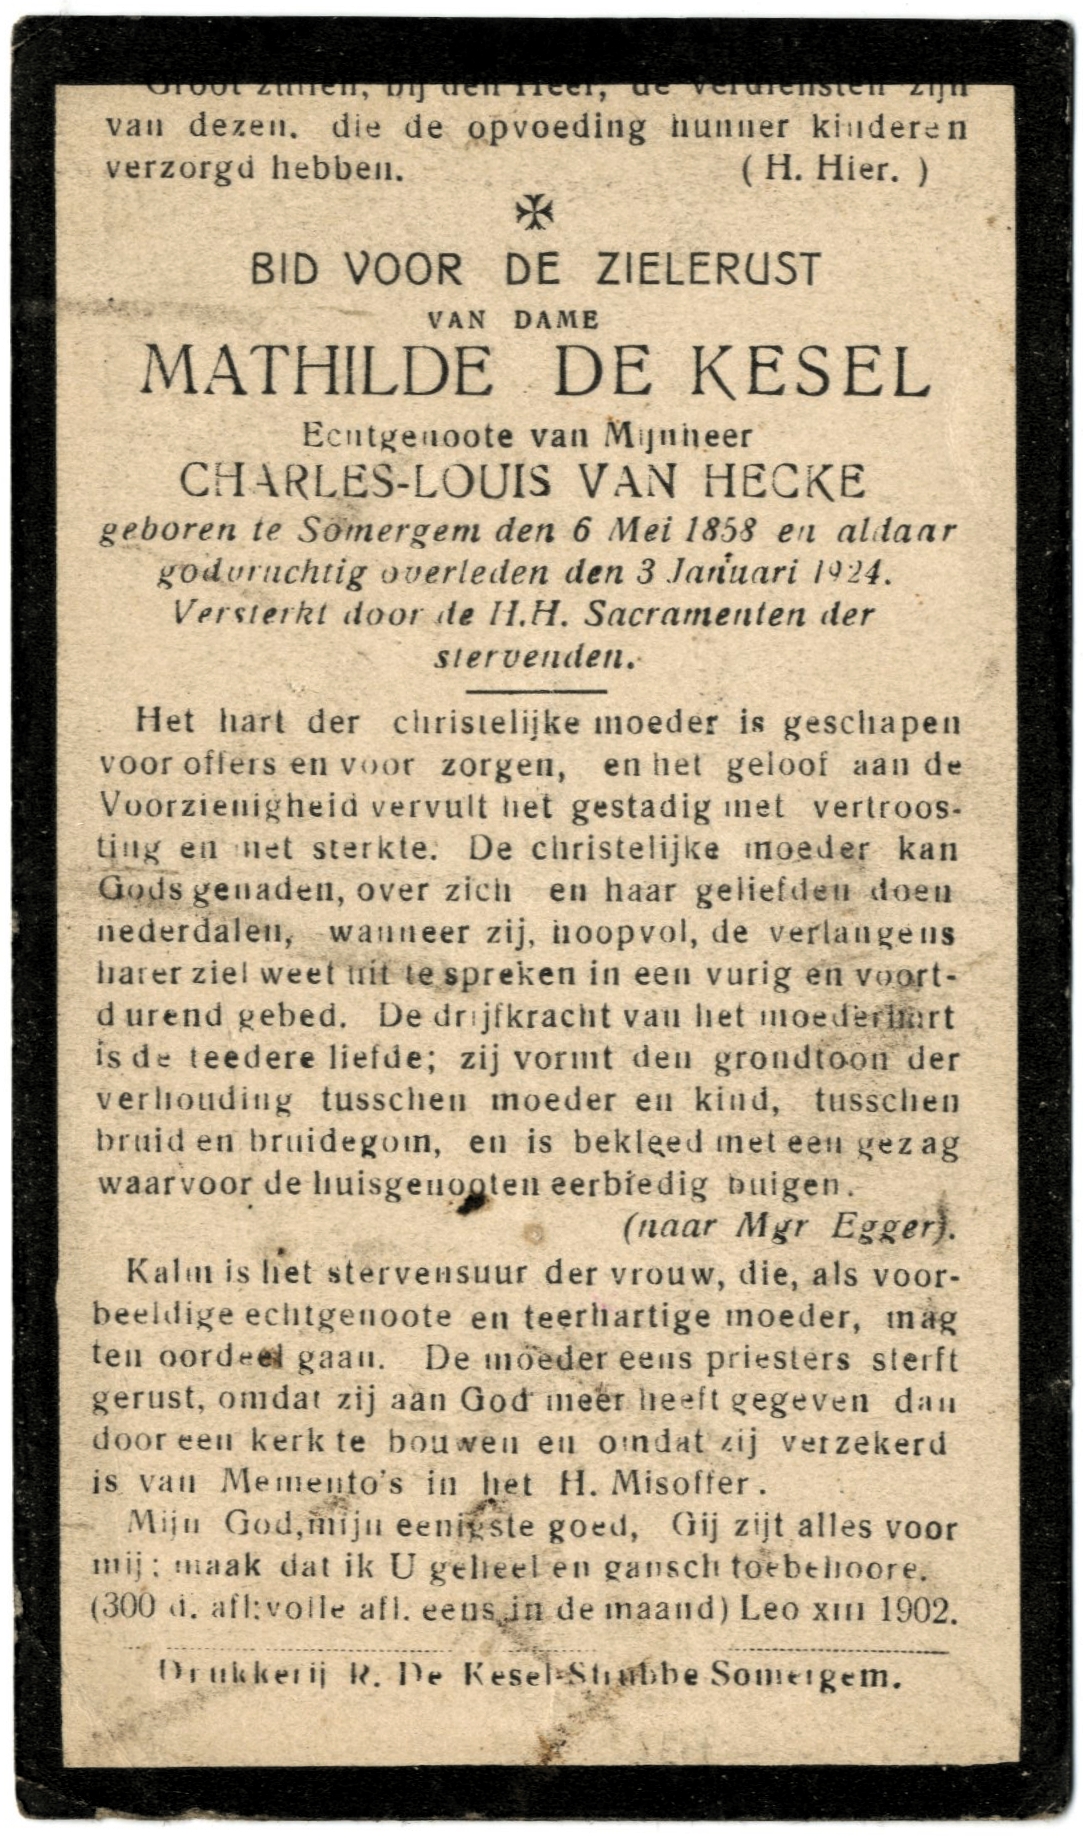 Groot zullen, bij den Heer, de verdiensten zijn
van dezen. die de opvoeding hunner kinderen
verzorgd hebben. ( H. Hier. )
BID VOOR DE ZIELERUST
VAN DAME
MATHILDE DE KESEL
Echtgenoote van Mijnheer
CHARLES-LOUIS VAN HECKE
geboren te Somergem den 6 Mei 1858 en aldaar
godvruchtig overleden den 3 Januari 1924.
Versterkt door de H.H. Sacramenten der
stervenden.
Het hart der christelijke moeder is geschapen
voor offers en voor zorgen, en het geloof aan de
Voorzienigheid vervult het gestadig met vertroos-
ting en met sterkte. De christelijke moeder kan
Gods genaden, over zich en haar geliefden doen
nederdalen, wanneer zij, hoopvol, de verlangens
harer ziel weet uit te spreken in een vurig en voort-
durend gebed. De drijfkracht van het moederhart
is de teedere liefde; zij vormt den grondtoon der
verhouding tusschen moeder en kind, tusschen
bruid en bruidegom, en is bekleed met een gezag
waarvoor de huisgenooten eerbiedig buigen.
(naar Mgr Egger).
Kalm is het stervensuur der vrouw, die, als voor-
beeldige echtgenoote en teerhartige moeder, mag
ten oordeel gaan. De moeder eens priesters sterft
gerust, omdat zij aan God meer heeft gegeven dan
door een kerk te bouwen en omdat zij verzekerd
is van Memento's in het H. Misoffer.
Mijn God, mijn eenigste goed, Gij zijt alles voor
mij; maak dat ik U geheel en gansch toebehoore.
(300 d. afl: volle afl. eens in de maand) Leo XIII 1902.
Drukkerij R. De Kesel-Strubbe Somergem.